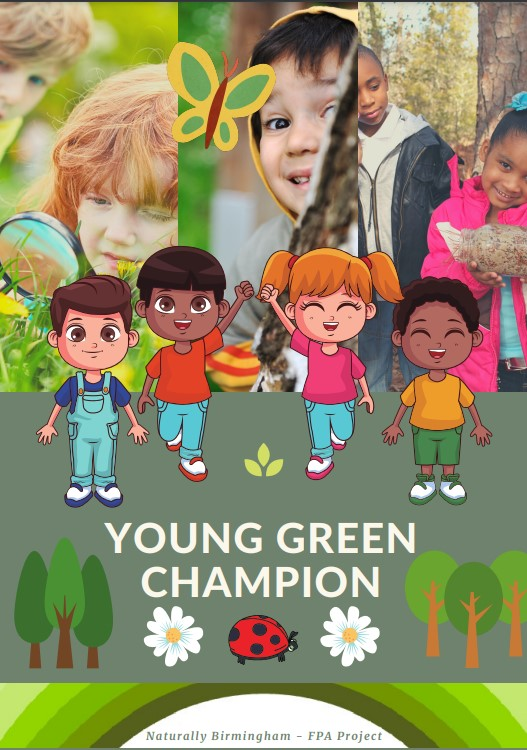 YOUNG GREEN
CHAMPION
Naturally Birmingham – FPA Project